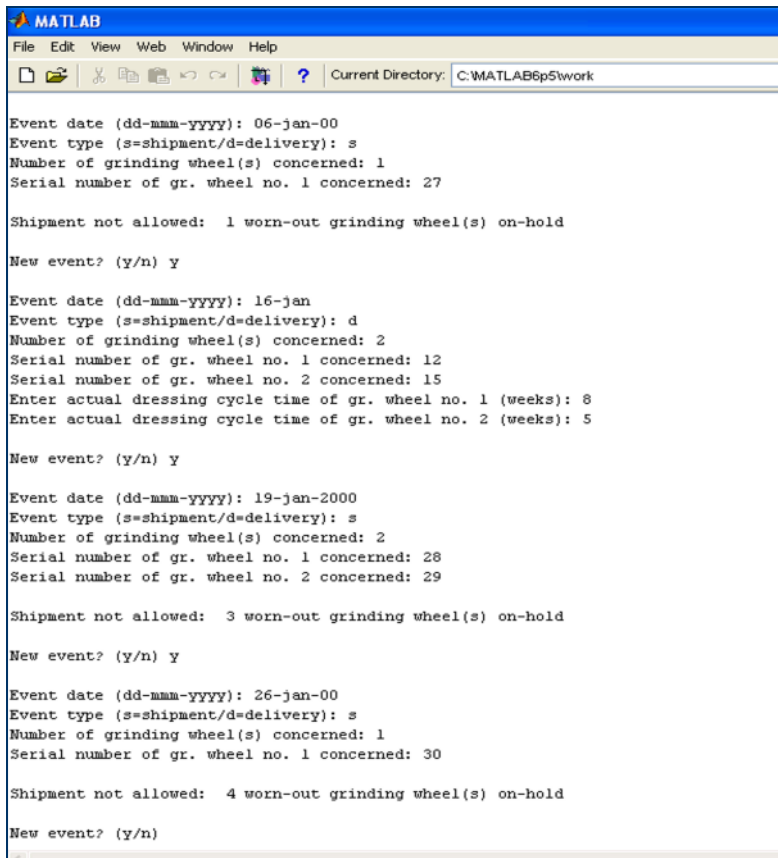 MATLAB
File Edit View Web Window Help
? Current Directory: C:\MATLAB6p5\work
Event date (dd-mmm-yyyy): 06-jan-00
Event type (s=shipment/d=delivery): s
Number of grinding wheel(s) concerned: 1
Serial number of gr. wheel no. 1 concerned: 27
Shipment not allowed:  1 worn-out grinding wheel(s) on-hold
New event? (y/n) y
Event date (dd-mmm-yyyy): 16-jan
Event type (s=shipment/d=delivery): d
Number of grinding wheel(s) concerned: 2
Serial number of gr. wheel no. 1 concerned: 12
Serial number of gr. wheel no. 2 concerned: 15
Enter actual dressing cycle time of gr. wheel no. 1 (weeks): 8
Enter actual dressing cycle time of gr. wheel no. 2 (weeks): 5
New event? (y/n) y
Event date (dd-mmm-yyyy): 19-jan-2000
Event type (s=shipment/d=delivery): s
Number of grinding wheel(s) concerned: 2
Serial number of gr. wheel no. 1 concerned: 28
Serial number of gr. wheel no. 2 concerned: 29
Shipment not allowed:  3 worn-out grinding wheel(s) on-hold
New event? (y/n) y
Event date (dd-mmm-yyyy): 26-jan-00
Event type (s=shipment/d=delivery): s
Number of grinding wheel(s) concerned: 1
Serial number of gr. wheel no. 1 concerned: 30
Shipment not allowed:  4 worn-out grinding wheel(s) on-hold
New event? (y/n)